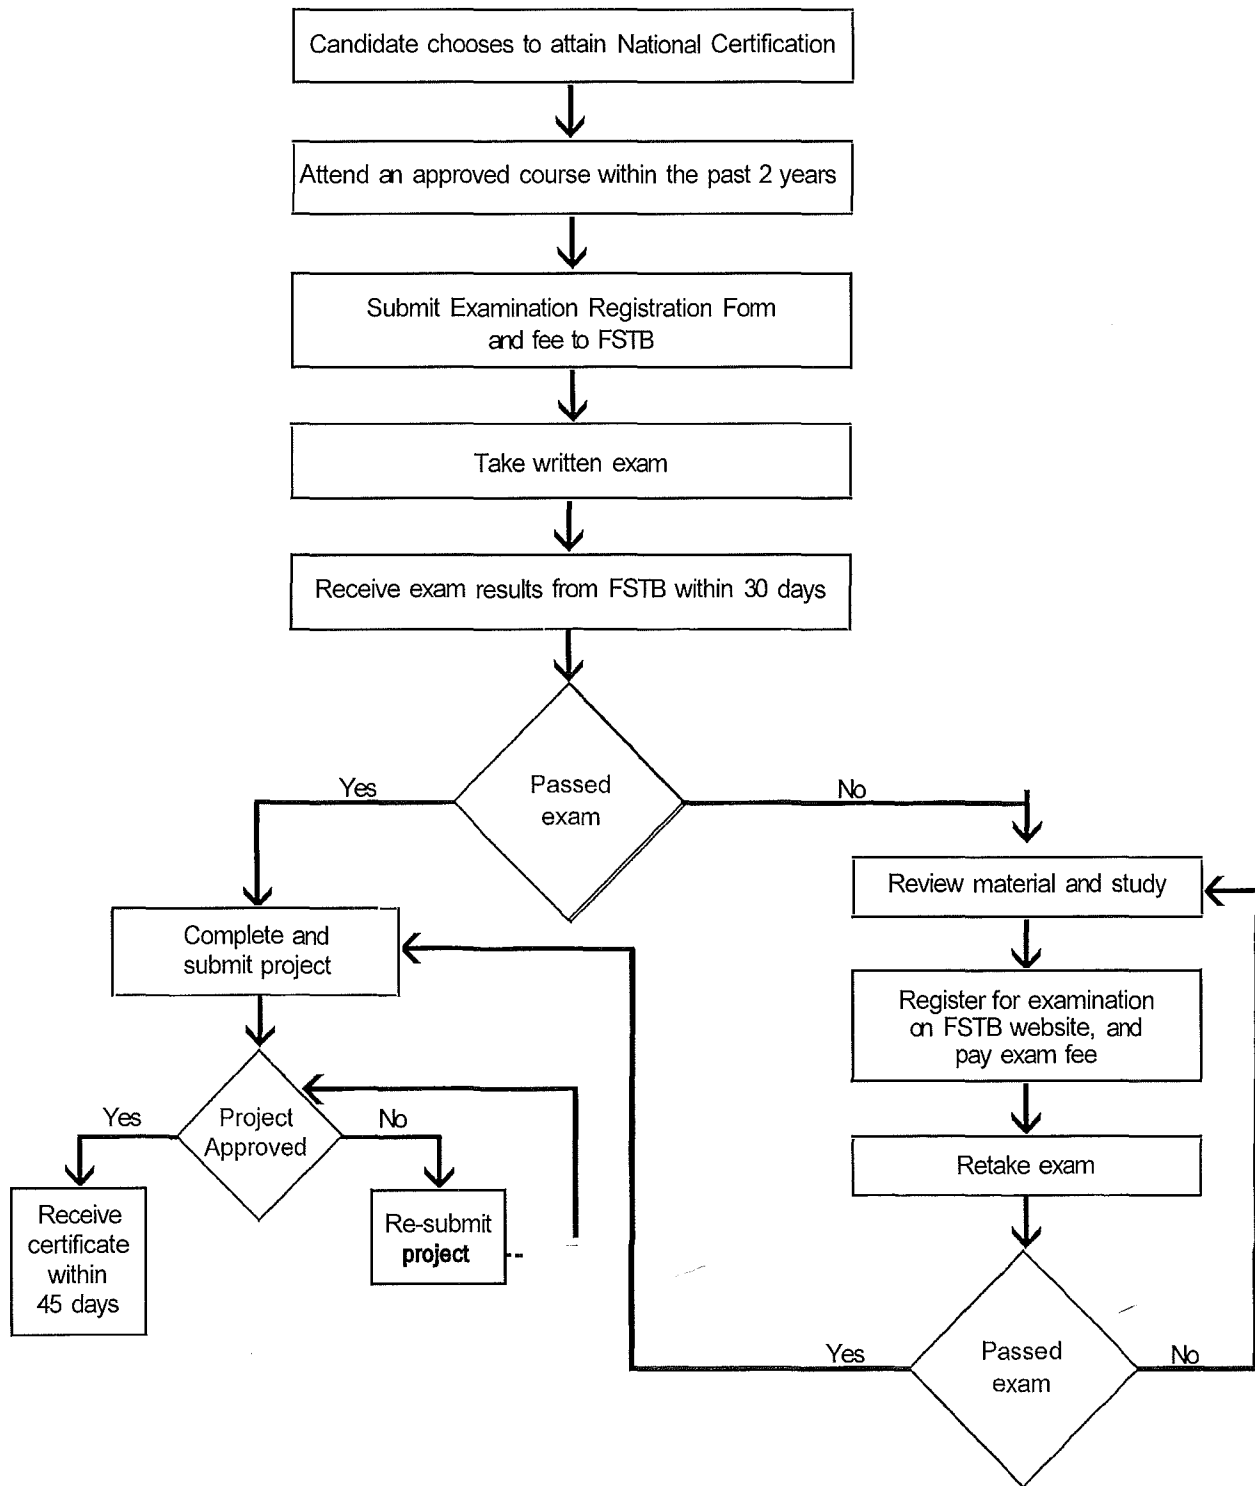 Candidate chooses to attain National Certification
Attend an approved course within the past 2 years
Submit Examination Registration Form
and fee to FSTB
Take written exam
Receive exam results from FSTB within 30 days
Passed
exam
Yes
No
Complete and
submit project
Project
Approved
Yes
No
Receive
certificate
within
45 days
Re-submit
project
Review material and study
Register for examination
on FSTB website, and
pay exam fee
Retake exam
Passed
exam
Yes
No